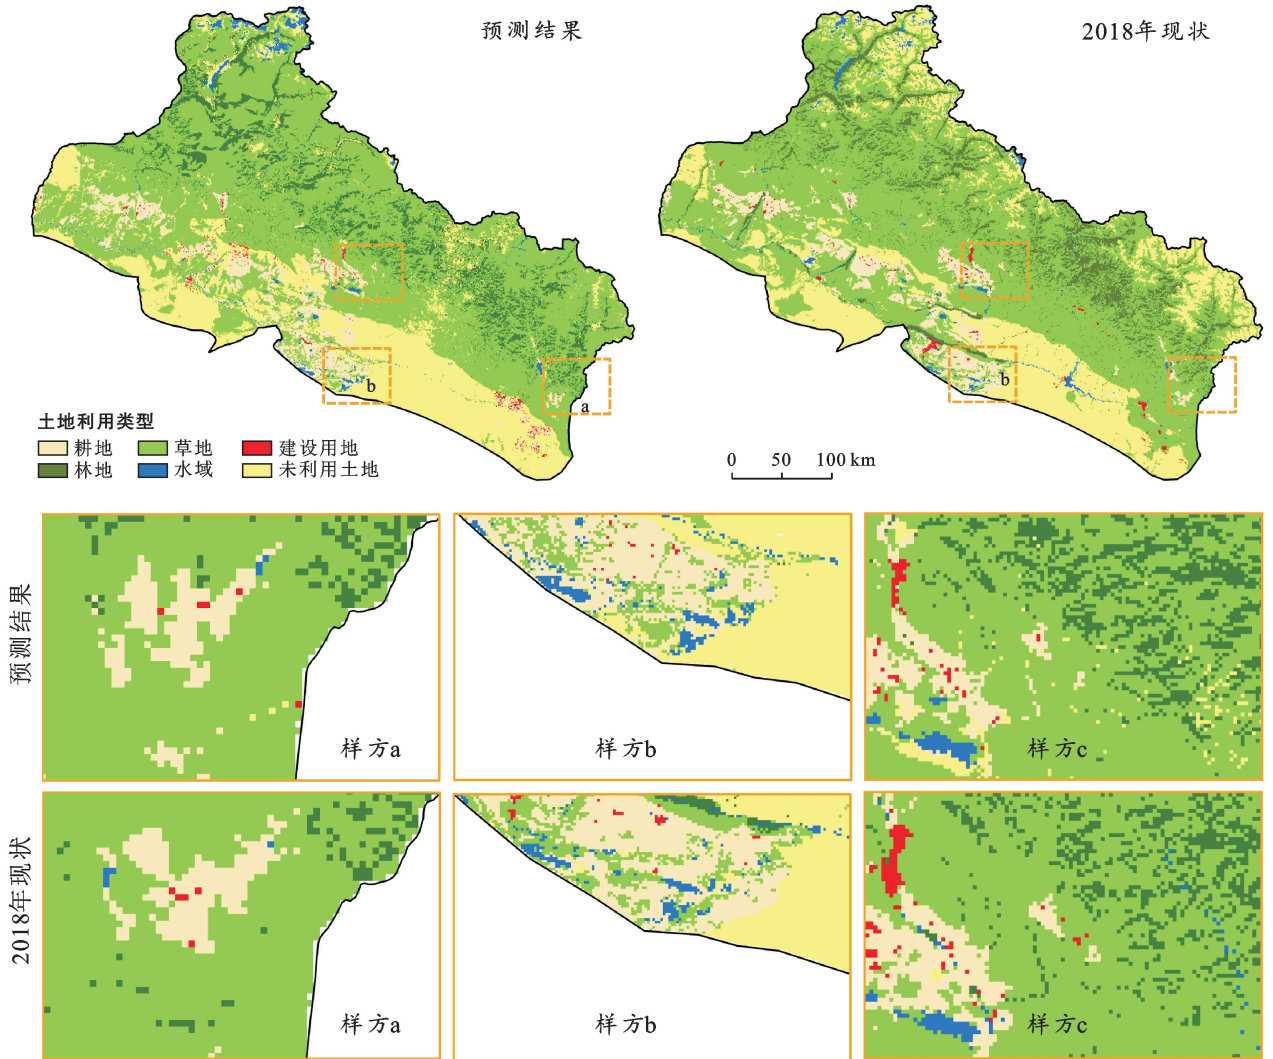 预测结果
2018年现状
b
a
b
土地利用类型
耕地 草地 建设用地
林地 水域 未利用土地
0 50 100 km
预测结果
样方a
样方b
样方c
2018年现状
样方a
样方b
样方c